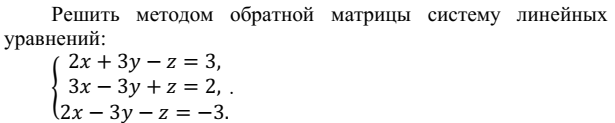 Решить методом обратной матрицы систему линейных
уравнений:
2x + 3y − z = 3,
3x − 3y + z = 2, .
2x − 3y − z = −3.